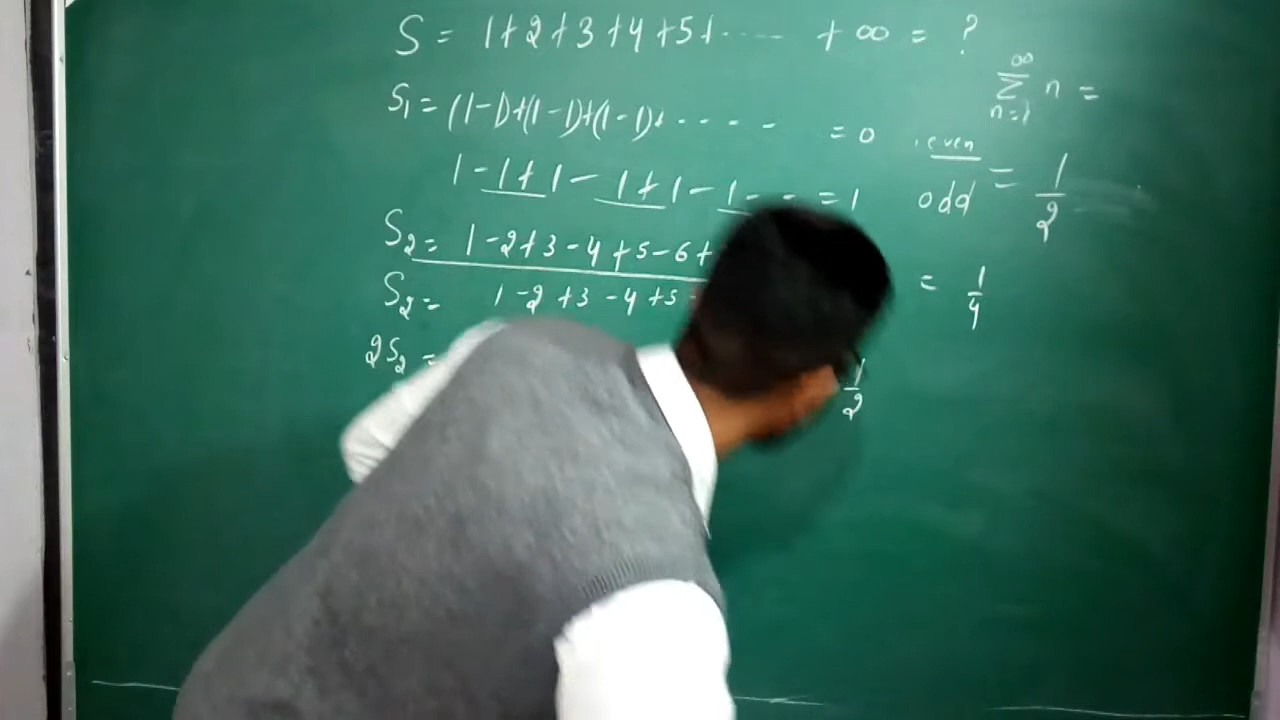 S = 1+2+3+4+5+ ..... + ∞ = ?
∞
∑ n =
n=1
S₁ = (1-1)+(1-1)+(1-1)+ ..... = 0
1 - 1 + 1 - 1 + 1 - 1 - - = 1
even
odd = 1/2
S₂ = 1-2+3-4+5-6+
S₂ = 1-2+3-4+5 = 1/4
2S₂ = 1/2